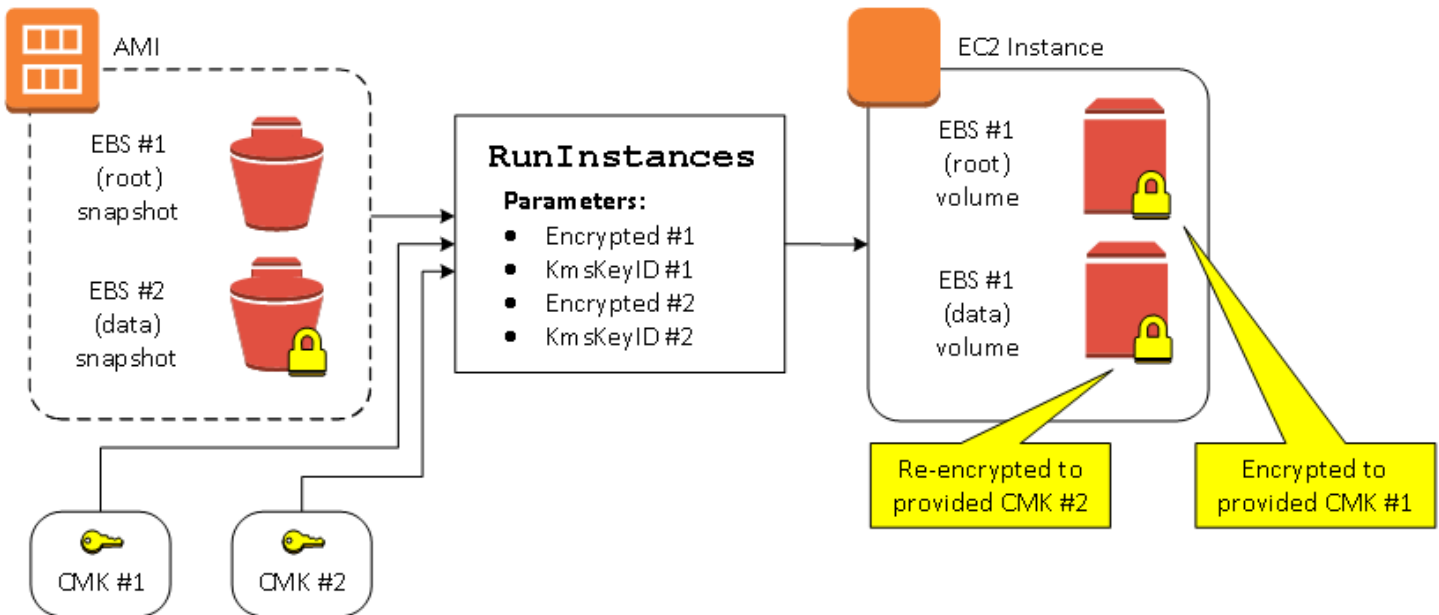 AMI
EBS #1
(root)
snapshot
EBS #2
(data)
snapshot
CMK #1
CMK #2
RunInstances
Parameters:
• Encrypted #1
• KmsKeyID #1
• Encrypted #2
• KmsKeyID #2
EC2 Instance
EBS #1
(root)
volume
EBS #1
(data)
volume
Re-encrypted to
provided CMK #2
Encrypted to
provided CMK #1